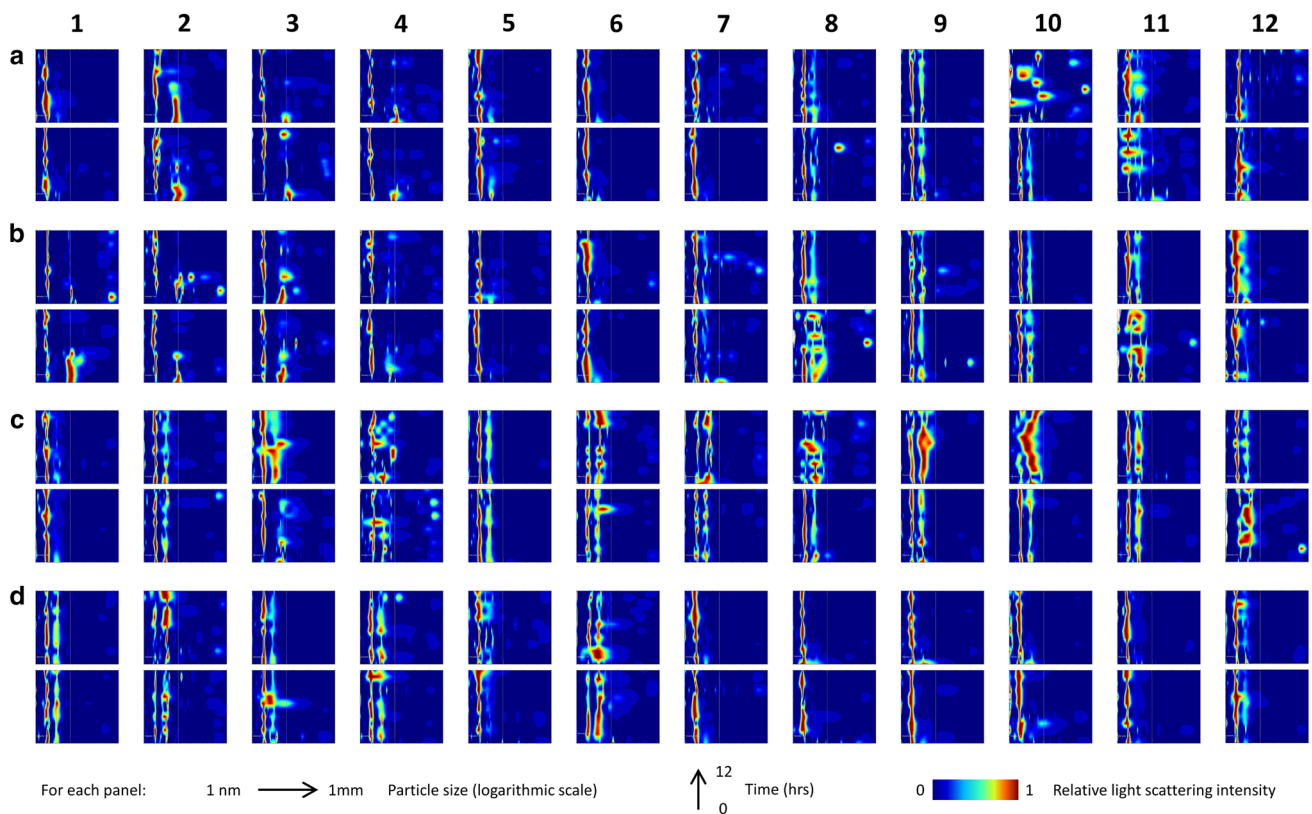 1 2 3 4 5 6 7 8 9 10 11 12
a
b
c
d
For each panel: 1 nm 1mm Particle size (logarithmic scale) 12 0 Time (hrs) 0 1 Relative light scattering intensity